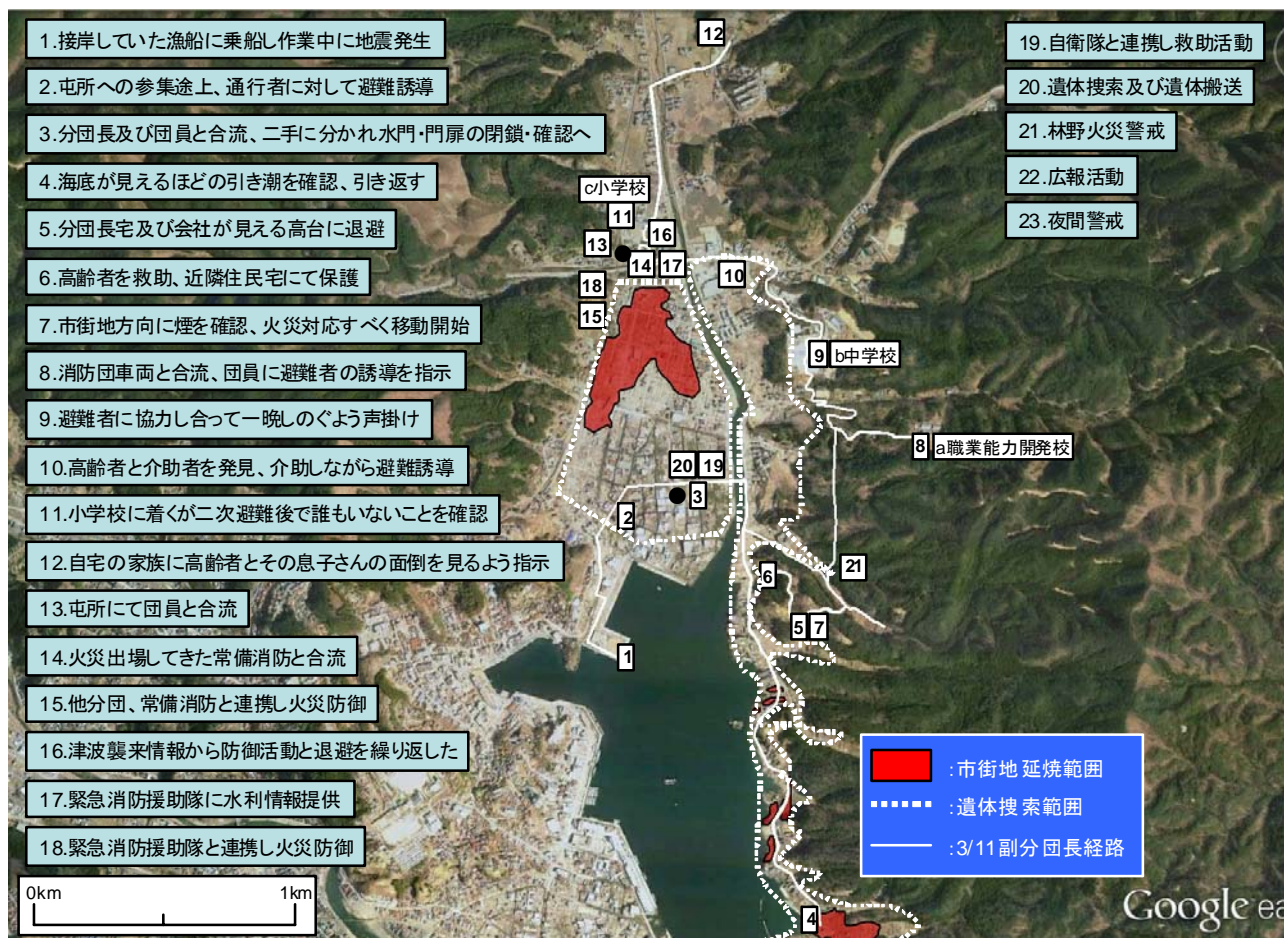 1.接岸していた漁船に乗船し作業中に地震発生
2.屯所への参集途上、通行者に対して避難誘導
3.分団長及び団員と合流、二手に分かれ水門・門扉の閉鎖・確認へ
4.海底が見えるほどの引き潮を確認、引き返す
5.分団長宅及び会社が見える高台に退避
6.高齢者を救助、近隣住民宅にて保護
7.市街地方向に煙を確認、火災対応すべく移動開始
8.消防団車両と合流、団員に避難者の誘導を指示
9.避難者に協力し合って一晩しのぐよう声掛け
10.高齢者と介助者を発見、介助しながら避難誘導
11.小学校に着くが二次避難後で誰もいないことを確認
12.自宅の家族に高齢者とその息子さんの面倒を見るよう指示
13.屯所にて団員と合流
14.火災出場してきた常備消防と合流
15.他分団、常備消防と連携し火災防御
16.津波襲来情報から防御活動と退避を繰り返した
17.緊急消防援助隊に水利情報提供
18.緊急消防援助隊と連携し火災防御
19.自衛隊と連携し救助活動
20.遺体捜索及び遺体搬送
21.林野火災警戒
22.広報活動
23.夜間警戒
12
c小学校
11
16
13
14 17
10
18
15
9 b中学校
8 a職業能力開発校
20 19
3
2
21
6
5 7
1
4
:市街地延焼範囲
:遺体捜索範囲
:3/11副分団長経路
0km 1km
Google ea